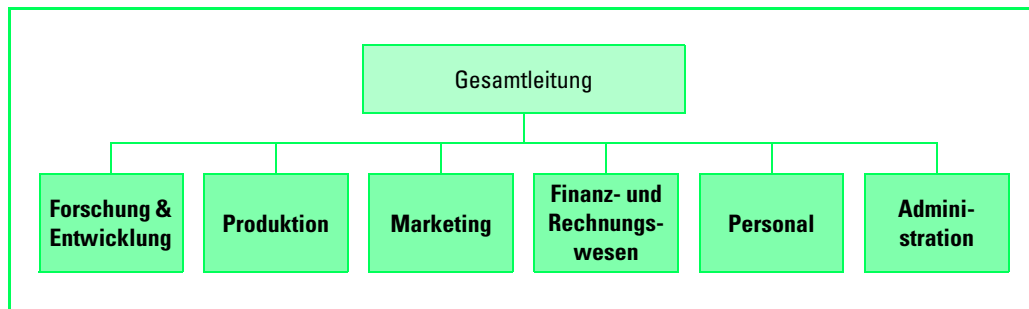 Gesamtleitung
Forschung &
Entwicklung
Produktion
Marketing
Finanz- und
Rechnungs-
wesen
Personal
Admini-
stration